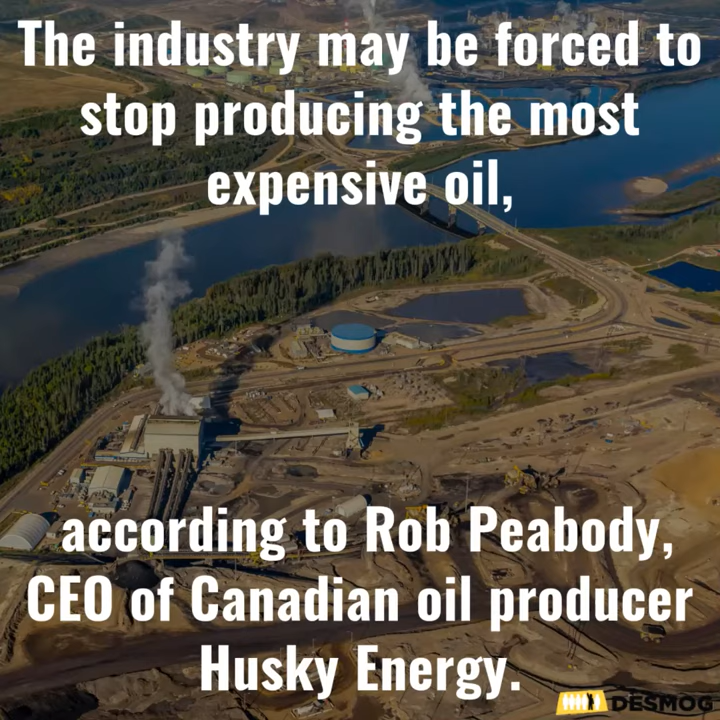 The industry may be forced to
stop producing the most
expensive oil,
according to Rob Peabody,
CEO of Canadian oil producer
Husky Energy.
DESMOG